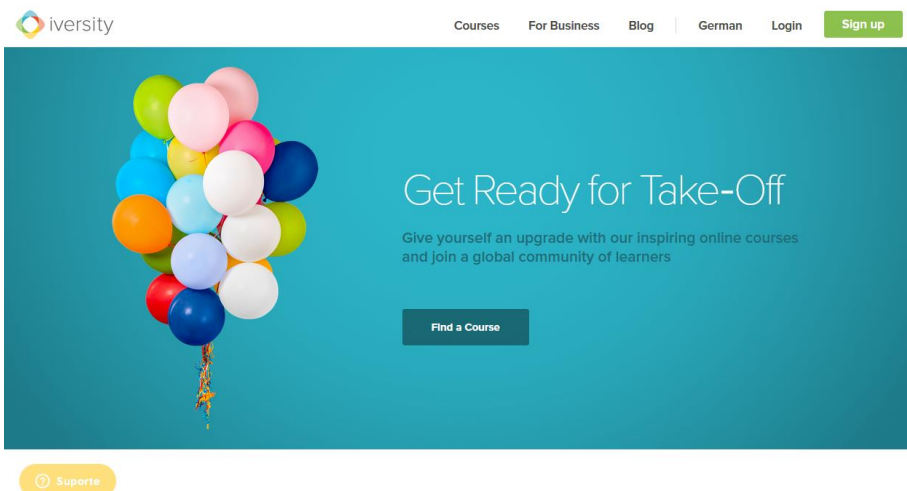 iversity
Courses For Business Blog German Login Sign up
Get Ready for Take-Off
Give yourself an upgrade with our inspiring online courses
and join a global community of learners
Find a Course
Suporte